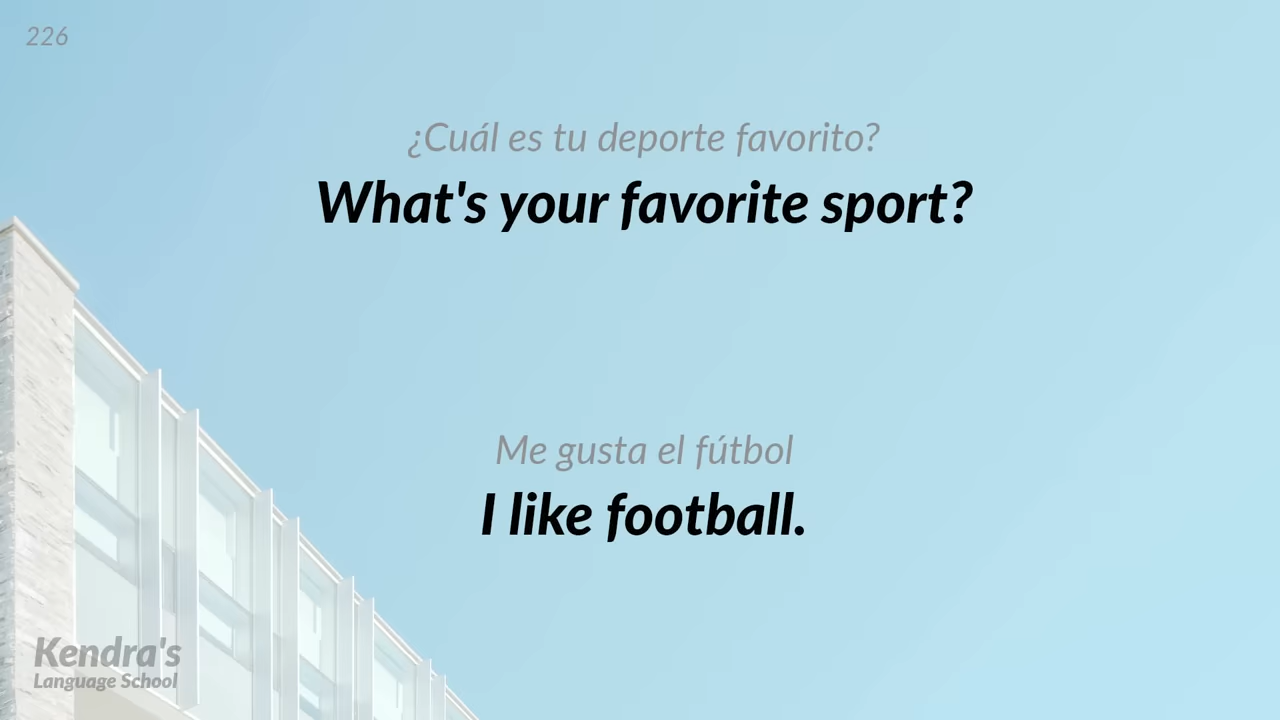 226
¿Cuál es tu deporte favorito?
What's your favorite sport?
Me gusta el fútbol
I like football.
Kendra's
Language School